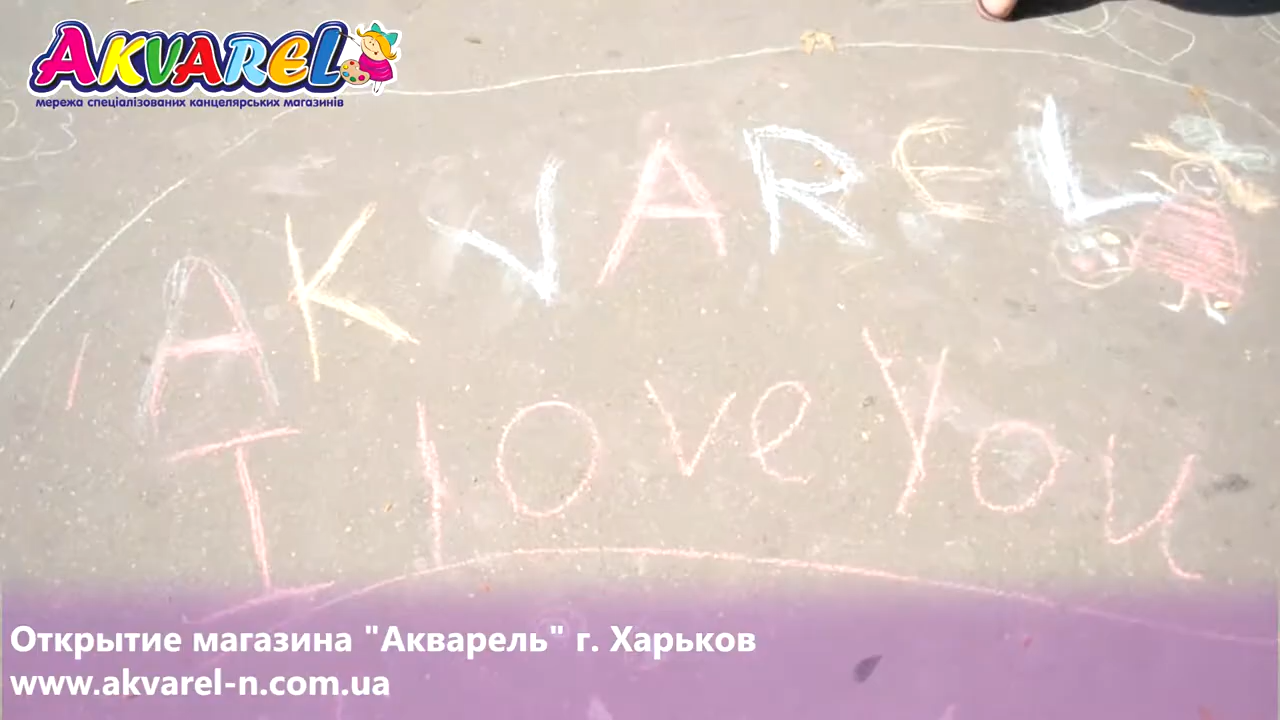 AKVAREL
мережа спеціалізованих канцелярських магазинів
AKVAREL
I love You
Открытие магазина "Акварель" г. Харьков
www.akvarel-n.com.ua